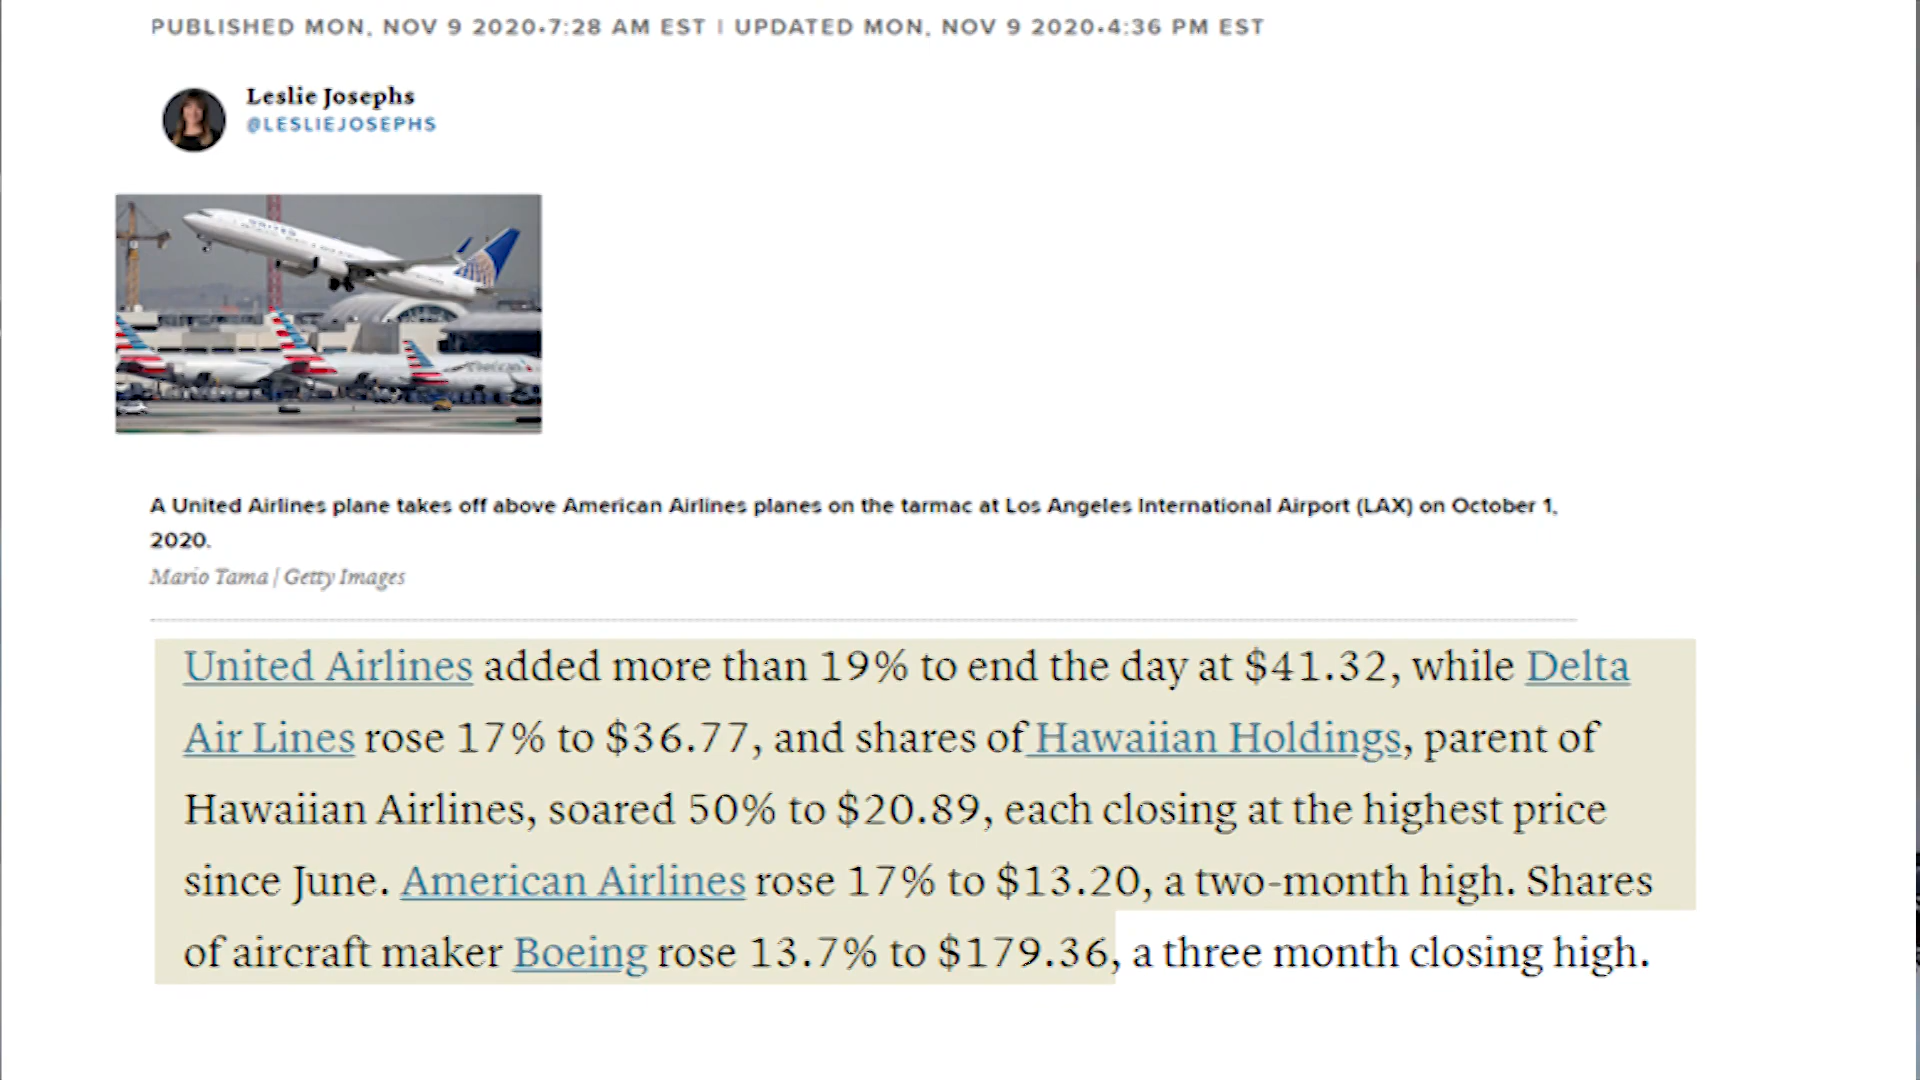 PUBLISHED MON, NOV 9 2020•7:28 AM EST | UPDATED MON, NOV 9 2020•4:36 PM EST
Leslie Josephs
@LESLIEJOSEPHS
UNITED
A United Airlines plane takes off above American Airlines planes on the tarmac at Los Angeles International Airport (LAX) on October 1,
2020.
Mario Tama | Getty Images
United Airlines added more than 19% to end the day at $41.32, while Delta
Air Lines rose 17% to $36.77, and shares of Hawaiian Holdings, parent of
Hawaiian Airlines, soared 50% to $20.89, each closing at the highest price
since June. American Airlines rose 17% to $13.20, a two-month high. Shares
of aircraft maker Boeing rose 13.7% to $179.36, a three month closing high.